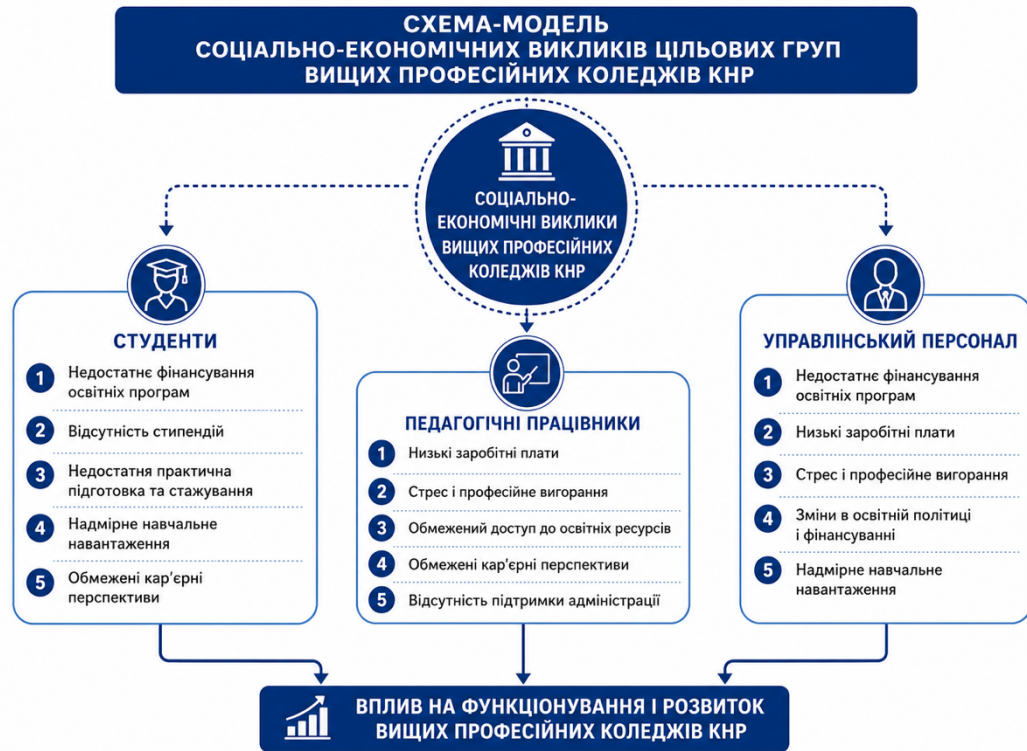 СХЕМА-МОДЕЛЬ
СОЦІАЛЬНО-ЕКОНОМІЧНИХ ВИКЛИКІВ ЦІЛЬОВИХ ГРУП
ВИЩИХ ПРОФЕСІЙНИХ КОЛЕДЖІВ КНР
СОЦІАЛЬНО-
ЕКОНОМІЧНІ ВИКЛИКИ
ВИЩИХ ПРОФЕСІЙНИХ
КОЛЕДЖІВ КНР
СТУДЕНТИ
1 Недостатнє фінансування
освітніх програм
2 Відсутність стипендій
3 Недостатня практична
підготовка та стажування
4 Надмірне навчальне
навантаження
5 Обмежені кар’єрні
перспективи
ПЕДАГОГІЧНІ ПРАЦІВНИКИ
1 Низькі заробітні плати
2 Стрес і професійне вигорання
3 Обмежений доступ до освітніх ресурсів
4 Обмежені кар’єрні перспективи
5 Відсутність підтримки адміністрації
УПРАВЛІНСЬКИЙ ПЕРСОНАЛ
1 Недостатнє фінансування
освітніх програм
2 Низькі заробітні плати
3 Стрес і професійне вигорання
4 Зміни в освітній політиці
і фінансуванні
5 Надмірне навчальне
навантаження
ВПЛИВ НА ФУНКЦІОНУВАННЯ І РОЗВИТОК
ВИЩИХ ПРОФЕСІЙНИХ КОЛЕДЖІВ КНР